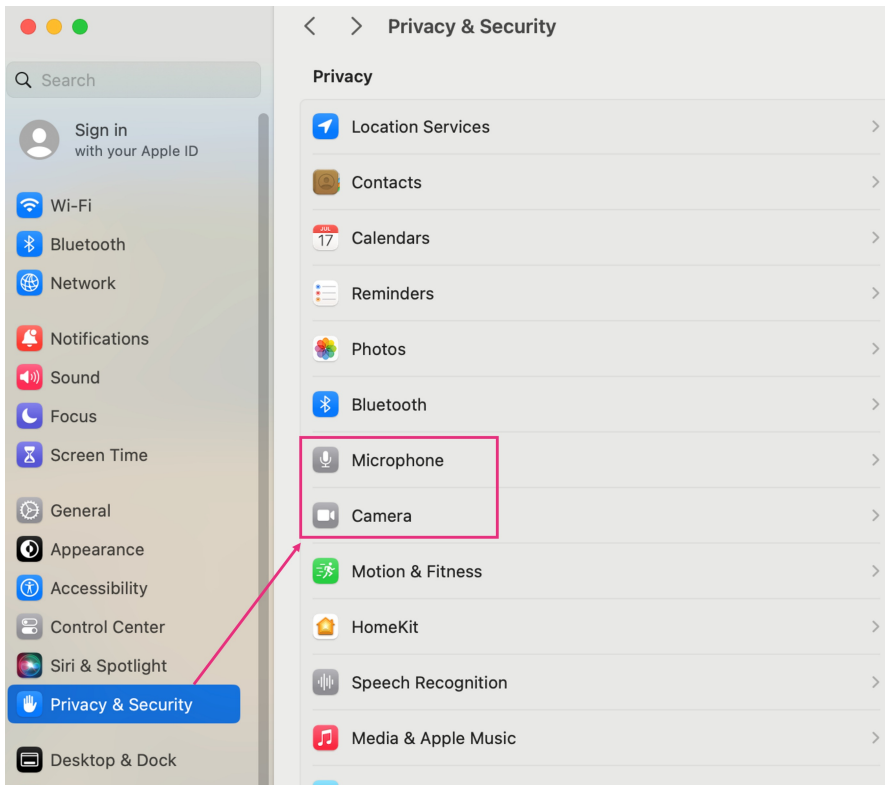 Search
Sign in
with your Apple ID
Wi-Fi
Bluetooth
Network
Notifications
Sound
Focus
Screen Time
General
Appearance
Accessibility
Control Center
Siri & Spotlight
Privacy & Security
Desktop & Dock
Privacy & Security
Privacy
Location Services
Contacts
JUL
17
Calendars
Reminders
Photos
Bluetooth
Microphone
Camera
Motion & Fitness
HomeKit
Speech Recognition
Media & Apple Music